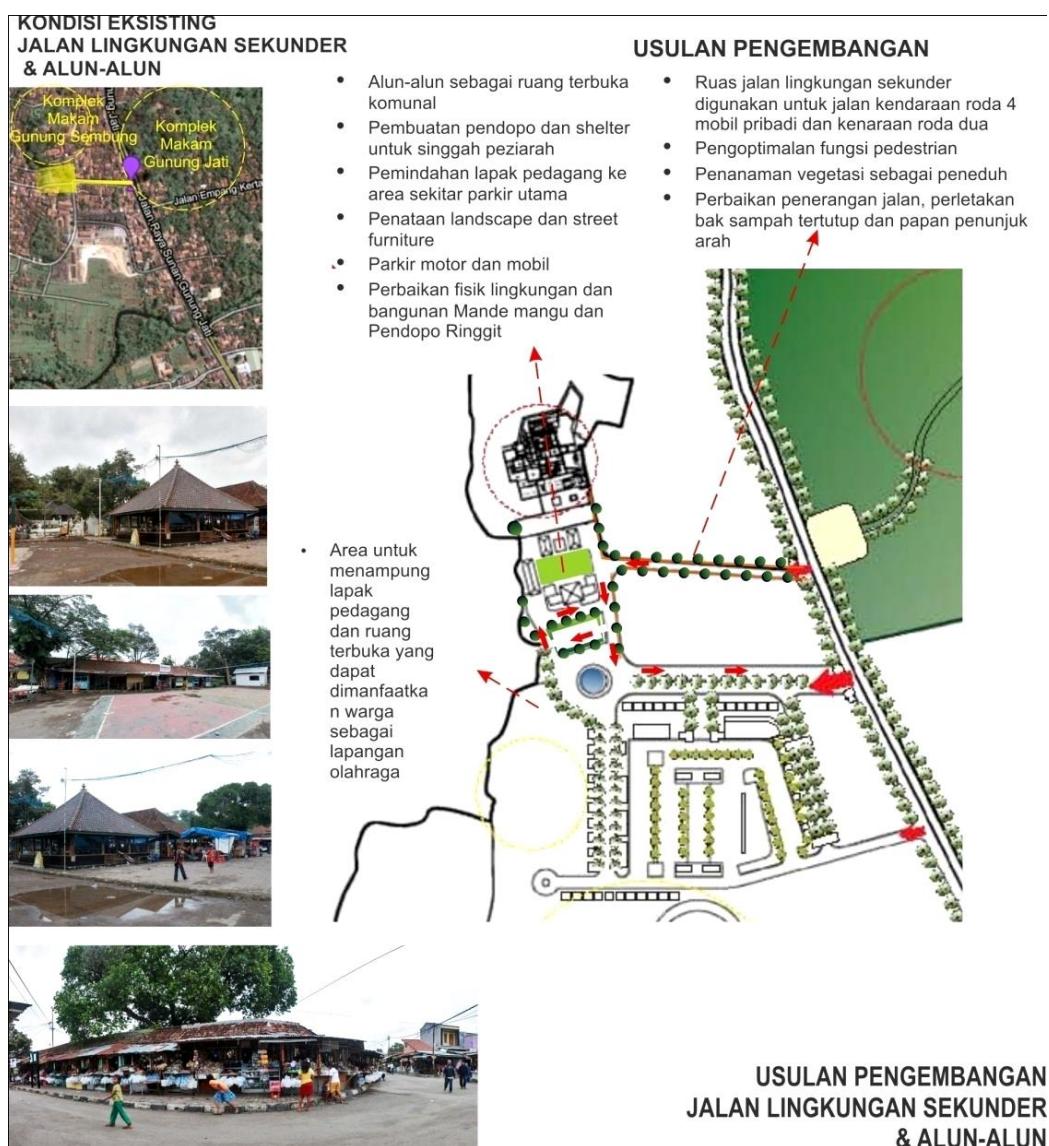 KONDISI EKSISTING
JALAN LINGKUNGAN SEKUNDER
& ALUN-ALUN
Komplek
Makam
Gunung Sembung
Komplek
Makam
Gunung Jati
Jalan Empang Kerta
Jalan Raya Sunan Gunung Jati
USULAN PENGEMBANGAN
• Alun-alun sebagai ruang terbuka
komunal
• Pembuatan pendopo dan shelter
untuk singgah peziarah
• Pemindahan lapak pedagang ke
area sekitar parkir utama
• Penataan landscape dan street
furniture
• Parkir motor dan mobil
• Perbaikan fisik lingkungan dan
bangunan Mande mangu dan
Pendopo Ringgit
• Ruas jalan lingkungan sekunder
digunakan untuk jalan kendaraan roda 4
mobil pribadi dan kenaraan roda dua
• Pengoptimalan fungsi pedestrian
• Penanaman vegetasi sebagai peneduh
• Perbaikan penerangan jalan, perletakan
bak sampah tertutup dan papan penunjuk
arah
• Area untuk
menampung
lapak
pedagang
dan ruang
terbuka yang
dapat
dimanfaatka
n warga
sebagai
lapangan
olahraga
USULAN PENGEMBANGAN
JALAN LINGKUNGAN SEKUNDER
& ALUN-ALUN